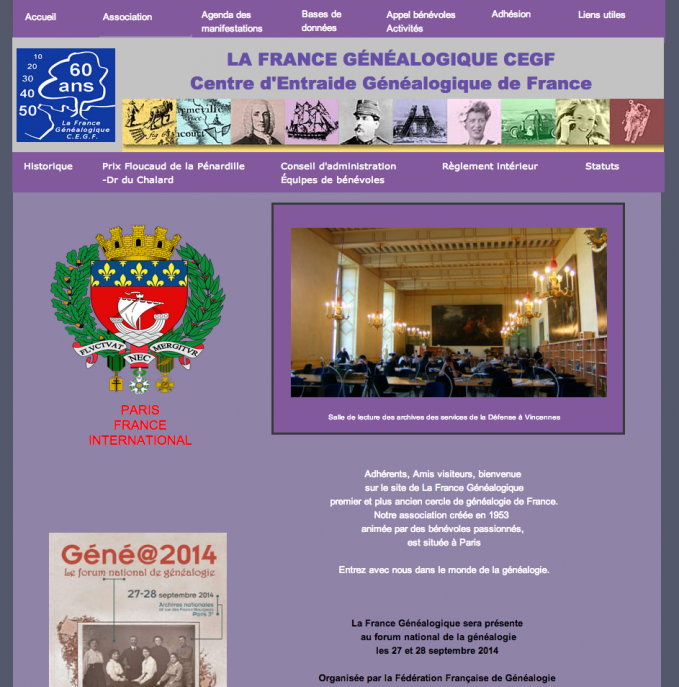 Accueil
Association
Agenda des
manifestations
Bases de
données
Appel bénévoles
Activités
Adhésion
Liens utiles
10
20
30
40
50
60
ans
La France
Généalogique
C.E.G.F.
LA FRANCE GÉNÉALOGIQUE CEGF
Centre d'Entraide Généalogique de France
Historique
Prix Floucaud de la Pénardille
-Dr du Chalard
Conseil d'administration
Équipes de bénévoles
Règlement intérieur
Statuts
FLVCTVAT
NEC
MERGITVR
PARIS
FRANCE
INTERNATIONAL
Salle de lecture des archives des services de la Défense à Vincennes
Adhérents, Amis visiteurs, bienvenue
sur le site de La France Généalogique
premier et plus ancien cercle de généalogie de France.
Notre association créée en 1953
animée par des bénévoles passionnés,
est située à Paris
Entrez avec nous dans le monde de la généalogie.
Géné@2014
Le forum national de généalogie
27-28 septembre 2014
Archives nationales
Paris 3e
La France Généalogique sera présente
au forum national de la généalogie
les 27 et 28 septembre 2014
Organisée par la Fédération Française de Généalogie